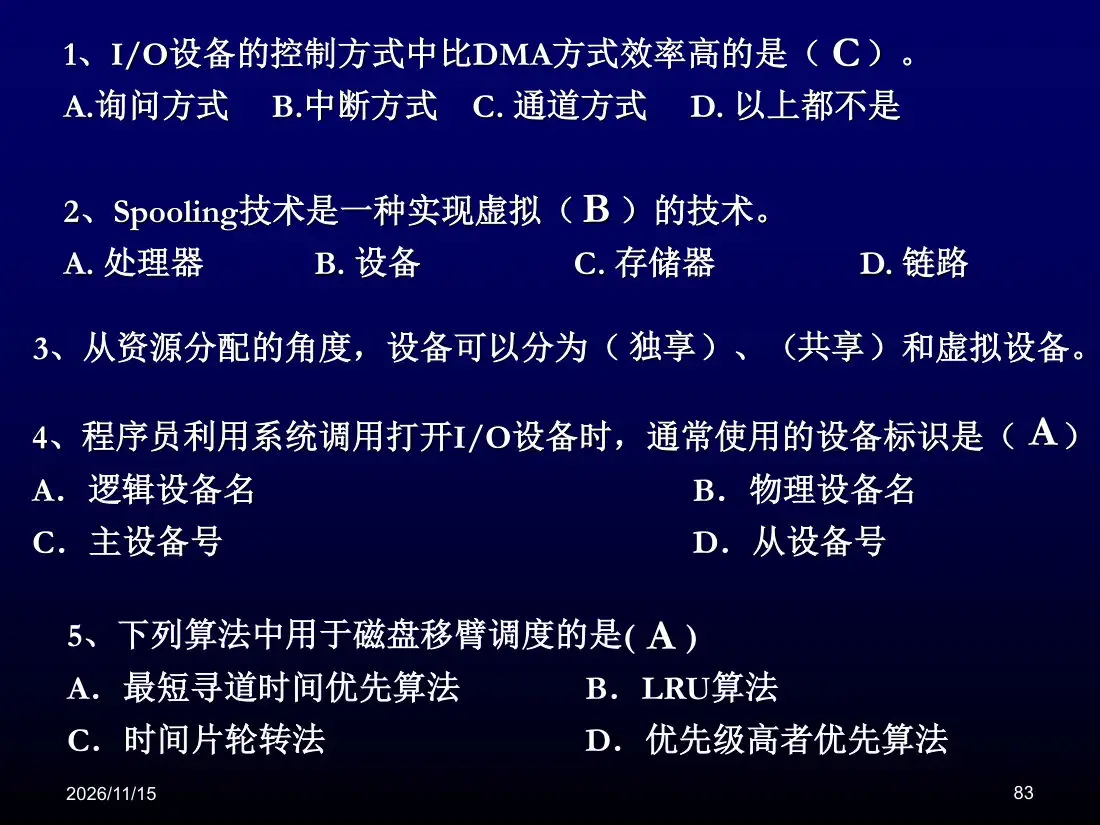 1、I/O设备的控制方式中比DMA方式效率高的是（ C ）。
A.询问方式 B.中断方式 C. 通道方式 D. 以上都不是
2、Spooling技术是一种实现虚拟（ B ）的技术。
A. 处理器 B. 设备 C. 存储器 D. 链路
3、从资源分配的角度，设备可以分为（ 独享 ）、（共享 ）和虚拟设备。
4、程序员利用系统调用打开I/O设备时，通常使用的设备标识是（ A ）
A．逻辑设备名 B．物理设备名
C．主设备号 D．从设备号
5、下列算法中用于磁盘移臂调度的是( A )
A．最短寻道时间优先算法 B．LRU算法
C．时间片轮转法 D．优先级高者优先算法
2026/11/15 83